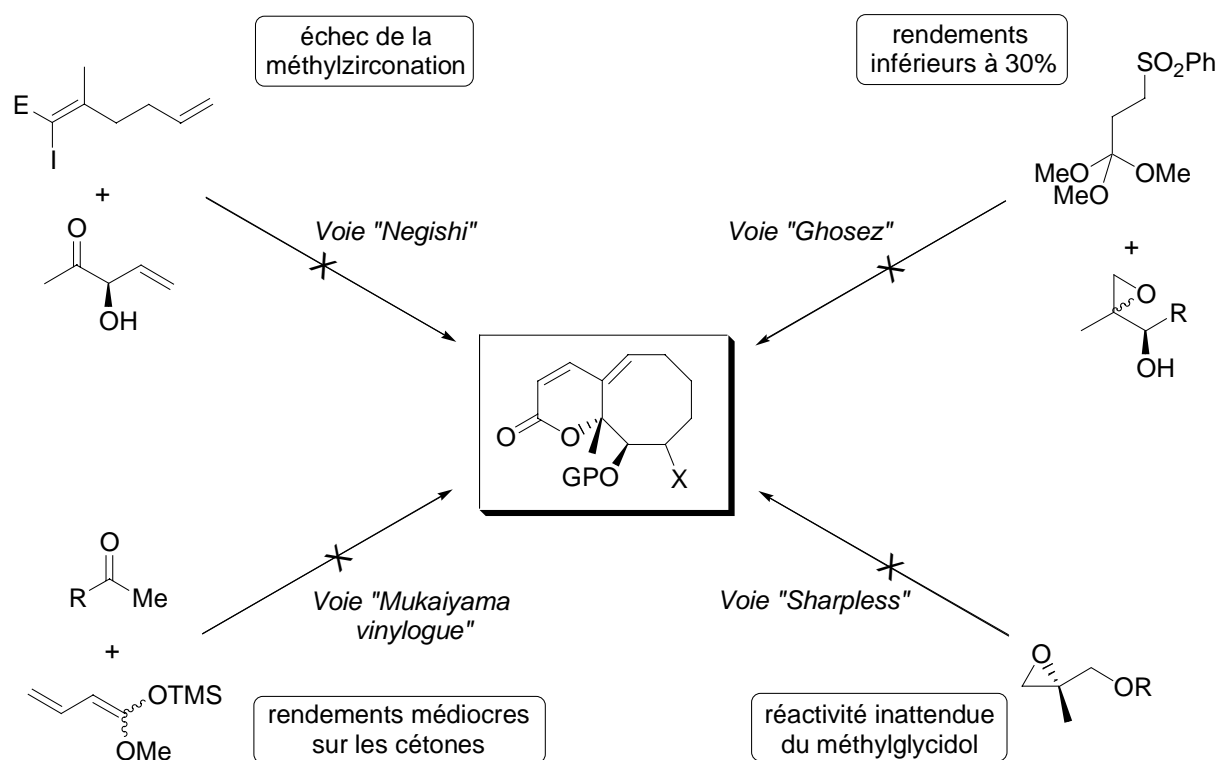 échec de la
méthylzirconation
E
I
+
O
OH
Voie "Negishi"
rendements
inférieurs à 30%
SO2Ph
MeO
OMe
MeO
+
O
R
OH
Voie "Ghosez"
O
O
GPO
X
O
R
Me
+
OTMS
OMe
Voie "Mukaiyama
vinylogue"
rendements médiocres
sur les cétones
Voie "Sharpless"
réactivité inattendue
du méthylglycidol
O
OR